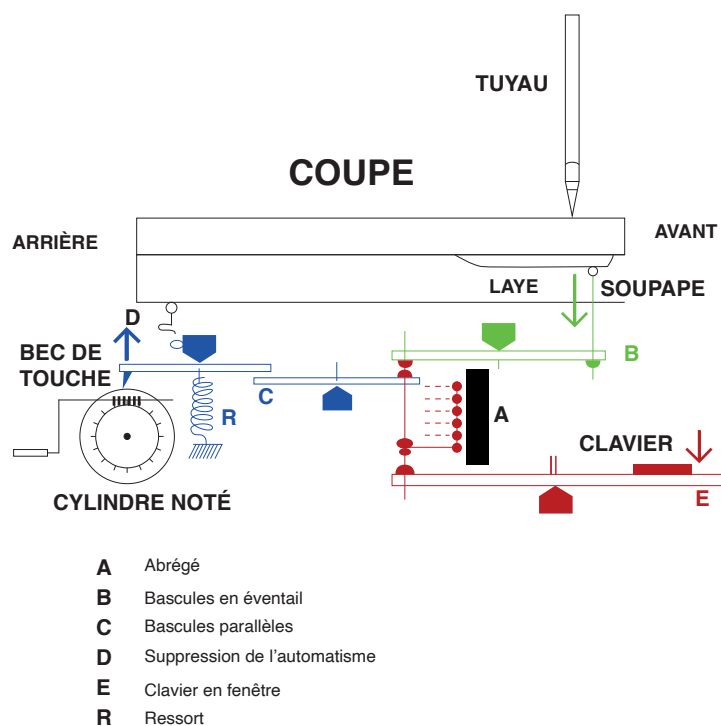 TUYAU
COUPE
ARRIÈRE
AVANT
LAYE
SOUPAPE
D
BEC DE
TOUCHE
B
C
R
A
CLAVIER
E
CYLINDRE NOTÉ
A Abrégé
B Bascules en éventail
C Bascules parallèles
D Suppression de l'automatisme
E Clavier en fenêtre
R Ressort